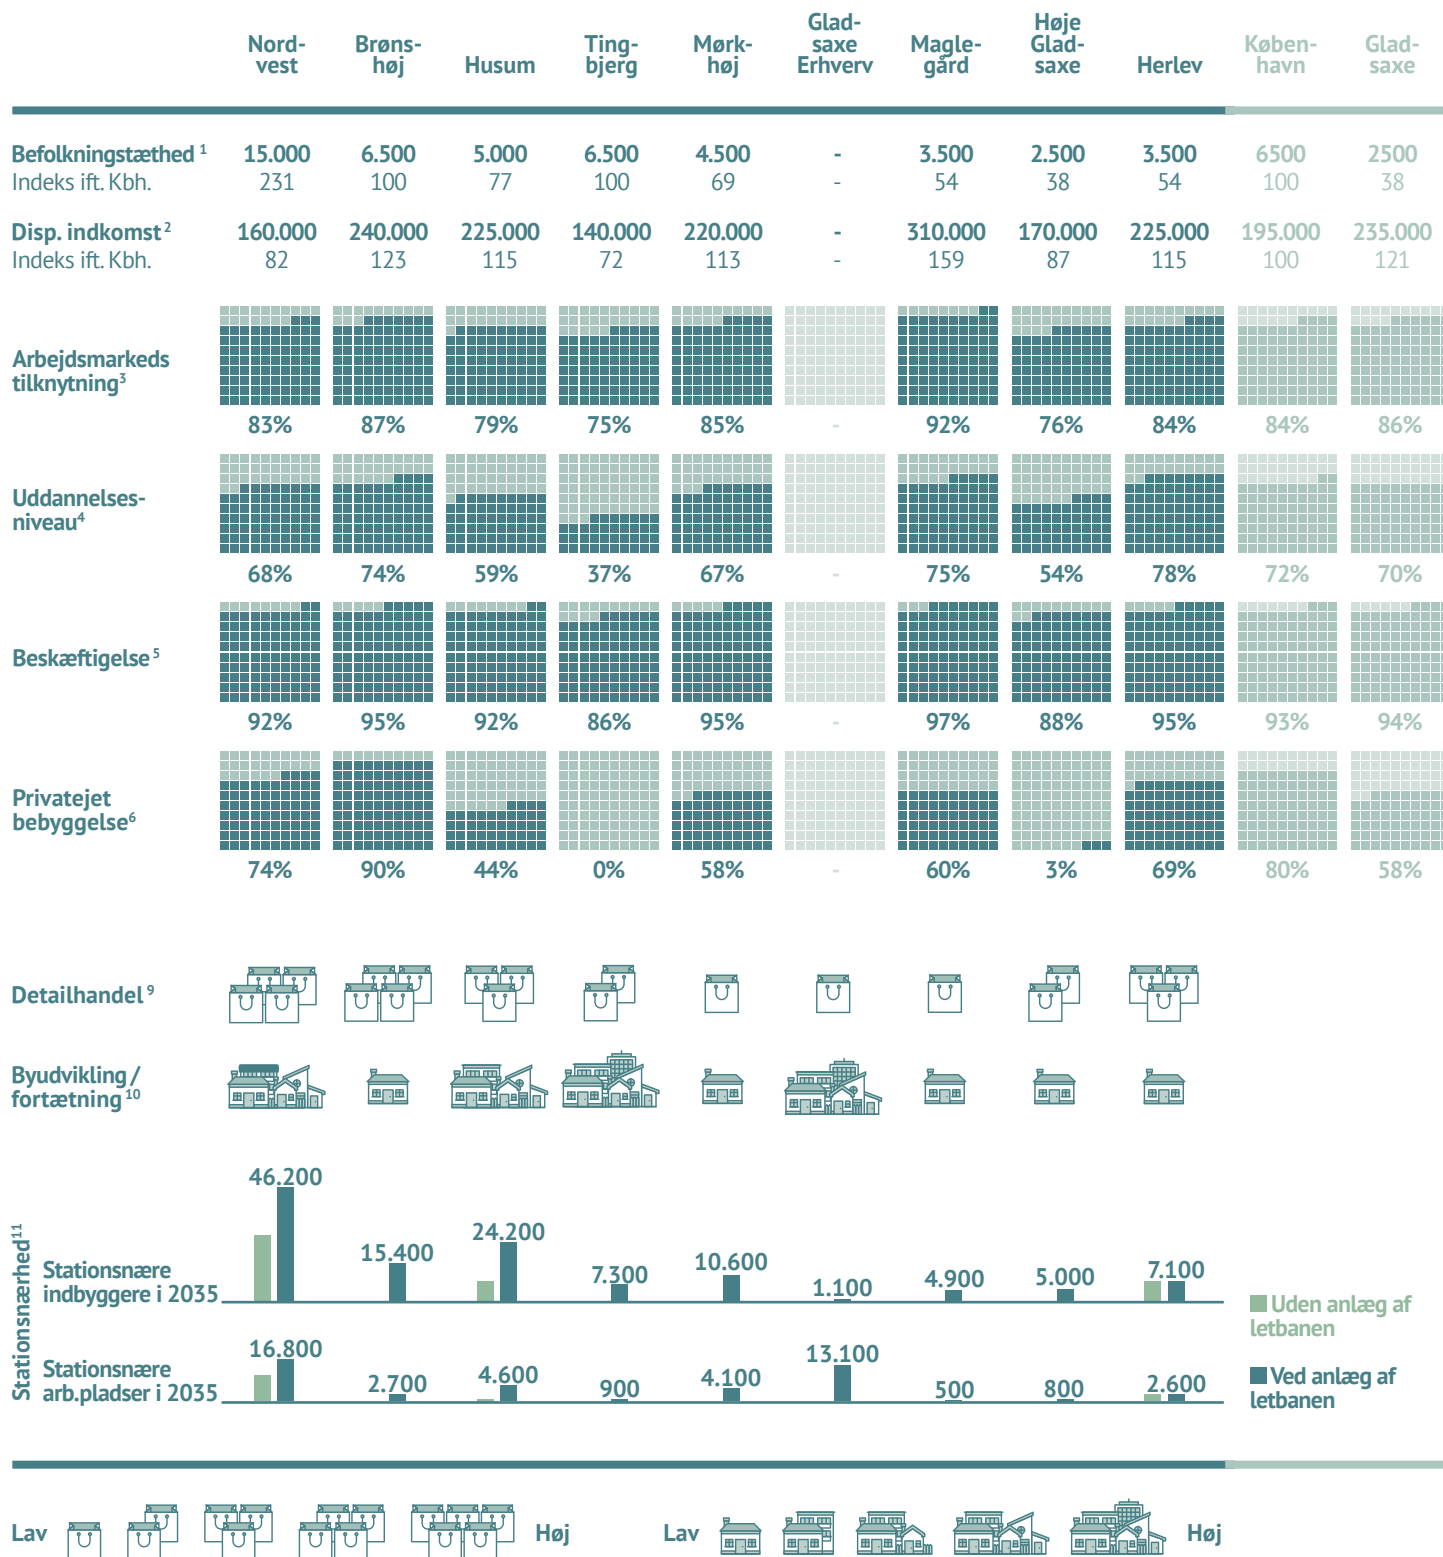 Nord-
vest
Brøns-
høj
Husum
Ting-
bjerg
Mørk-
høj
Glad-
saxe
Erhverv
Magle-
gård
Høje
Glad-
saxe
Herlev
Køben-
havn
Glad-
saxe
Befolkningstæthed 1 15.000 6.500 5.000 6.500 4.500 - 3.500 2.500 3.500 6500 2500
Indeks ift. Kbh. 231 100 77 100 69 - 54 38 54 100 38
Disp. indkomst 2 160.000 240.000 225.000 140.000 220.000 - 310.000 170.000 225.000 195.000 235.000
Indeks ift. Kbh. 82 123 115 72 113 - 159 87 115 100 121
Arbejdsmarkeds
tilknytning3
83% 87% 79% 75% 85% - 92% 76% 84% 84% 86%
Uddannelses-
niveau4
68% 74% 59% 37% 67% - 75% 54% 78% 72% 70%
Beskæftigelse 5
92% 95% 92% 86% 95% - 97% 88% 95% 93% 94%
Privatejet
bebyggelse6
74% 90% 44% 0% 58% - 60% 3% 69% 80% 58%
Detailhandel 9
Byudvikling /
fortætning 10
Stationsnærhed11
46.200 15.400 24.200 7.300 10.600 1.100 4.900 5.000 7.100
Stationsnære
indbyggere i 2035
16.800 2.700 4.600 900 4.100 13.100 500 800 2.600
Stationsnære
arb.pladser i 2035
Uden anlæg af
letbanen
Ved anlæg af
letbanen
Lav Høj
Lav Høj